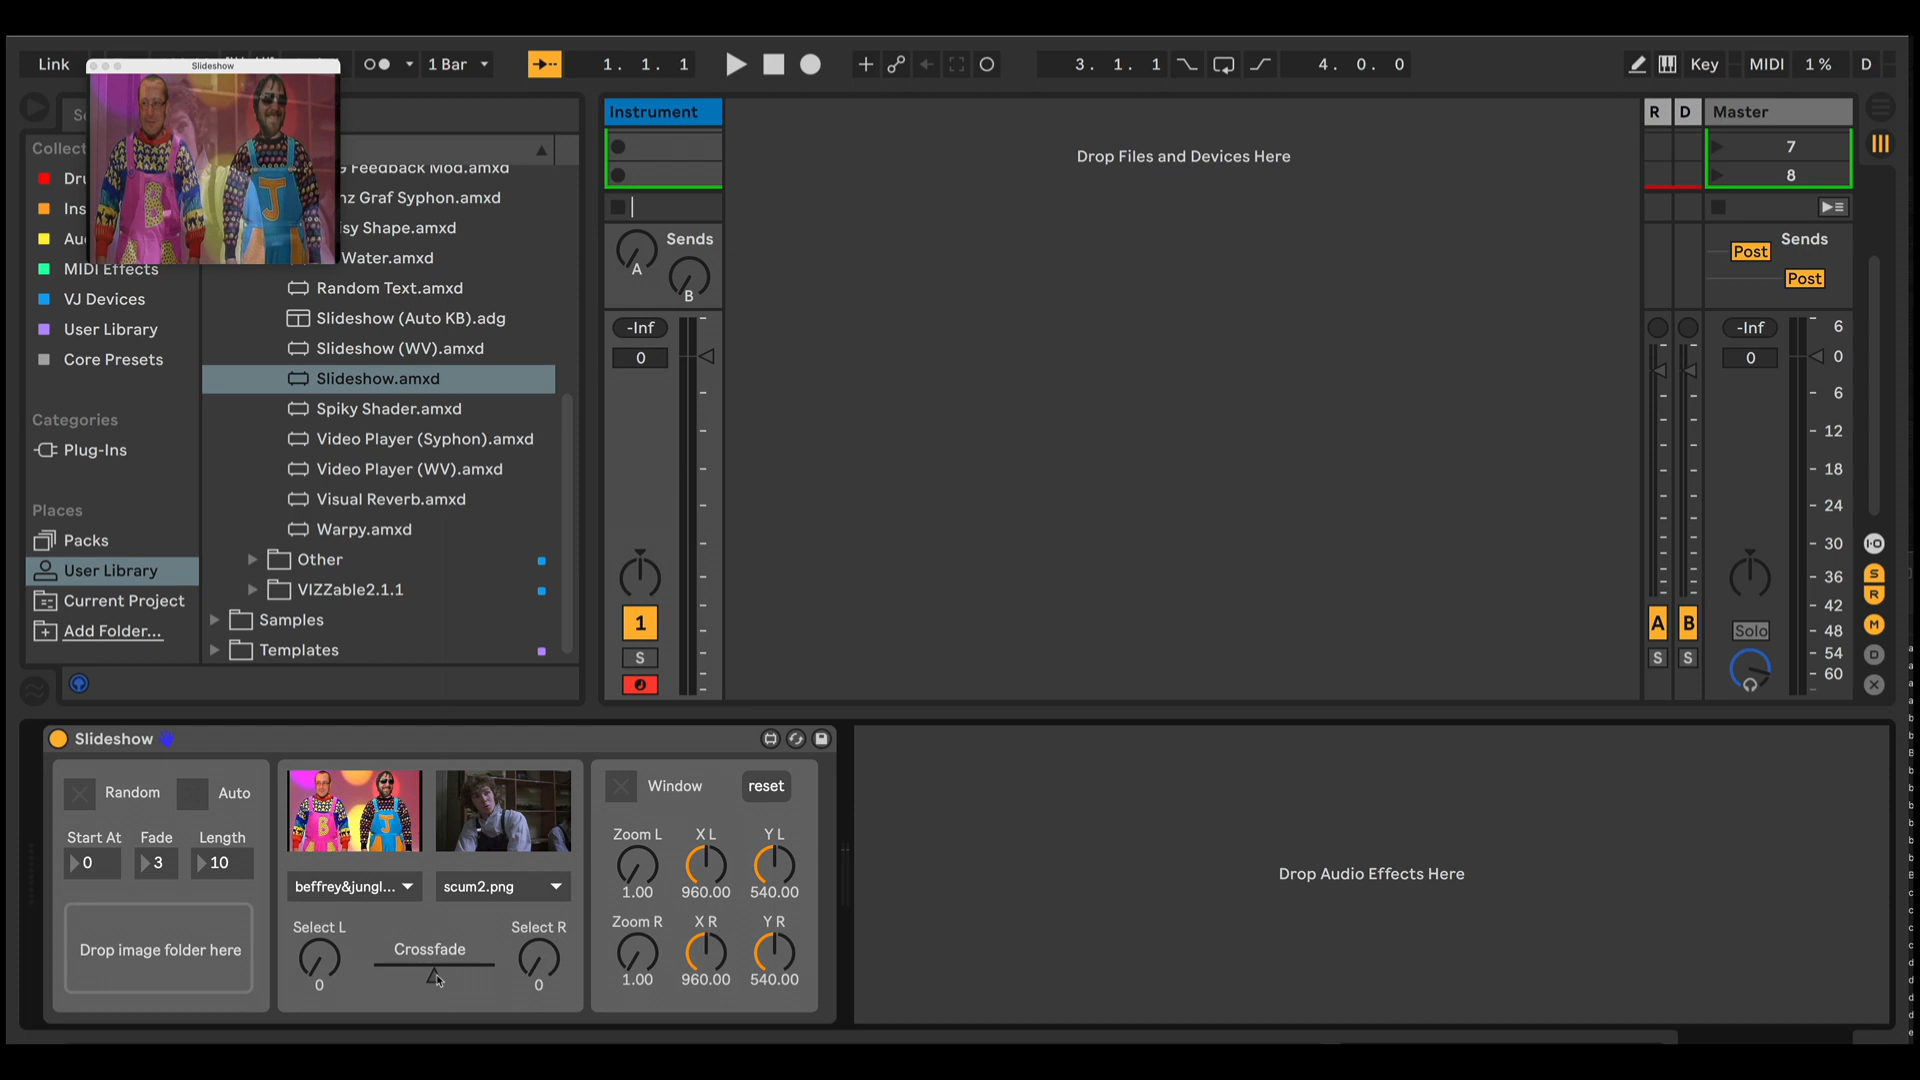 Link
Slideshow
1 Bar
1. 1. 1
3. 1. 1
4. 0. 0
Key
MIDI
1 %
D
Collect
Dru
Ins
Au
MIDI Effects
VJ Devices
User Library
Core Presets
Categories
Plug-Ins
Places
Packs
User Library
Current Project
Add Folder...
Feedback Mod.amxd
nz Graf Syphon.amxd
isy Shape.amxd
Water.amxd
Random Text.amxd
Slideshow (Auto KB).adg
Slideshow (WV).amxd
Slideshow.amxd
Spiky Shader.amxd
Video Player (Syphon).amxd
Video Player (WV).amxd
Visual Reverb.amxd
Warpy.amxd
Other
VIZZable2.1.1
Samples
Templates
B
J
Instrument
Sends
A
B
-Inf
0
1
S
Drop Files and Devices Here
R
D
Master
7
8
Sends
Post
Post
-Inf
0
6
0
6
12
18
24
30
36
42
48
54
60
A
B
Solo
S
S
I·O
S
R
M
D
X
Slideshow
Random
Auto
Start At
Fade
Length
0
3
10
Drop image folder here
B
J
beffrey&jungl...
scum2.png
Select L
Crossfade
Select R
0
0
Window
reset
Zoom L
X L
Y L
1.00
960.00
540.00
Zoom R
X R
Y R
1.00
960.00
540.00
Drop Audio Effects Here